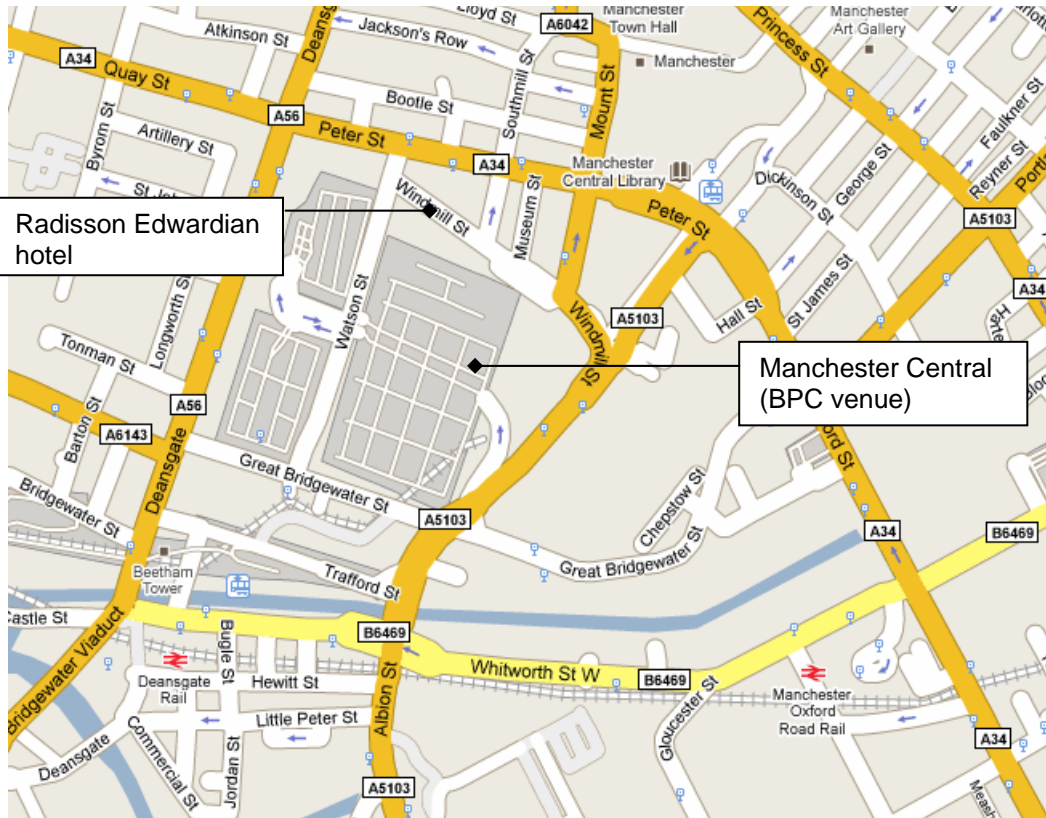 Lloyd St
A6042
Manchester
Town Hall
Manchester
Art Gallery
Atkinson St
Deansgate
Jackson's Row
Princess St
A34
Quay St
Southmill St
Manchester
Mount St
Bootle St
A56
Peter St
Faulkner St
Byrom St
Artillery St
A34
Manchester
Central Library
Dickinson St
George St
Reyner St
Windmill St
Museum St
Peter St
A5103
Radisson Edwardian
hotel
St James St
A34
Longworth St
Watson St
Windmill St
A5103
Hall St
Tonman St
Manchester Central
(BPC venue)
A56
Barton St
A6143
Deansgate
Great Bridgewater St
Chepstow St
Bridgewater St
A5103
A34
B6469
Great Bridgewater St
Beetham
Tower
Trafford St
Castle St
Bugle St
B6469
Whitworth St W
B6469
Deansgate
Rail
Hewitt St
Manchester
Oxford
Road Rail
Bridgewater Viaduct
Albion St
Little Peter St
Gloucester St
A34
Deansgate
Commercial St
Jordan St
A5103